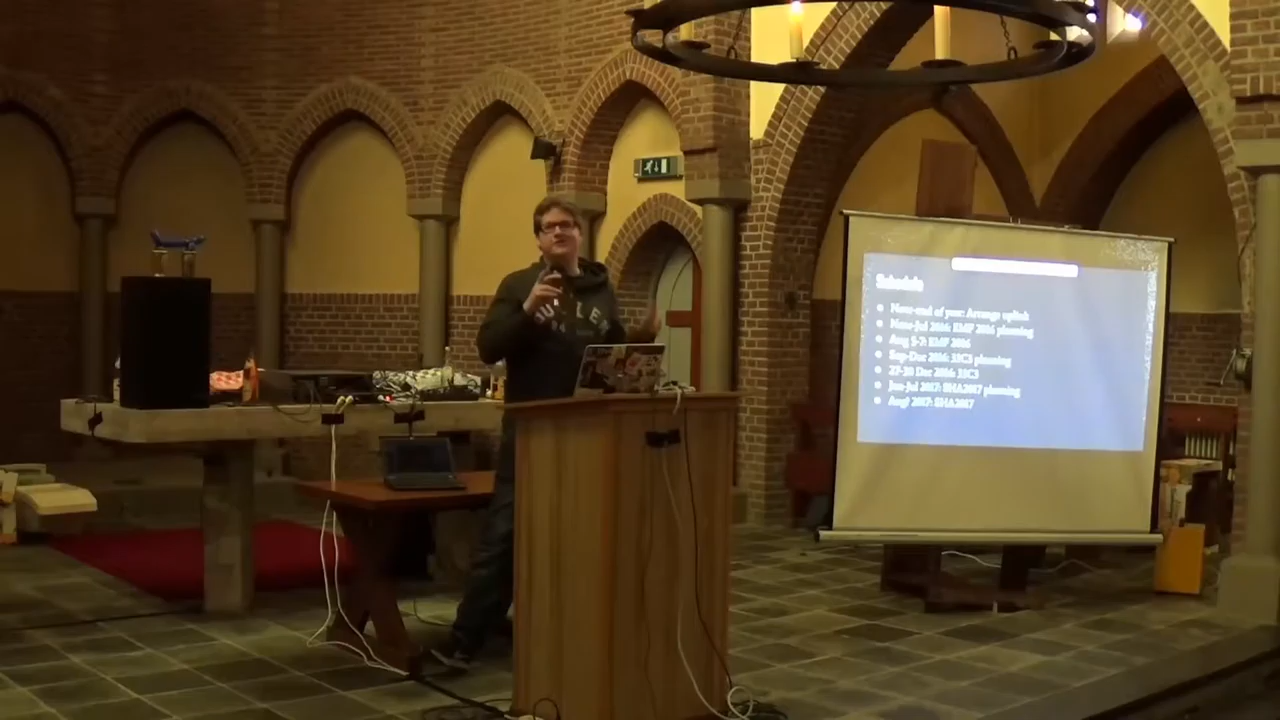 Schedule
Now-end of year: Arrange uplink
Now-Jul 2016: EMF 2016 planning
Aug 5-7: EMF 2016
Sep-Dec 2016: 33C3 planning
27-30 Dec 2016: 33C3
Jan-Jul 2017: SHA2017 planning
Aug! 2017: SHA2017